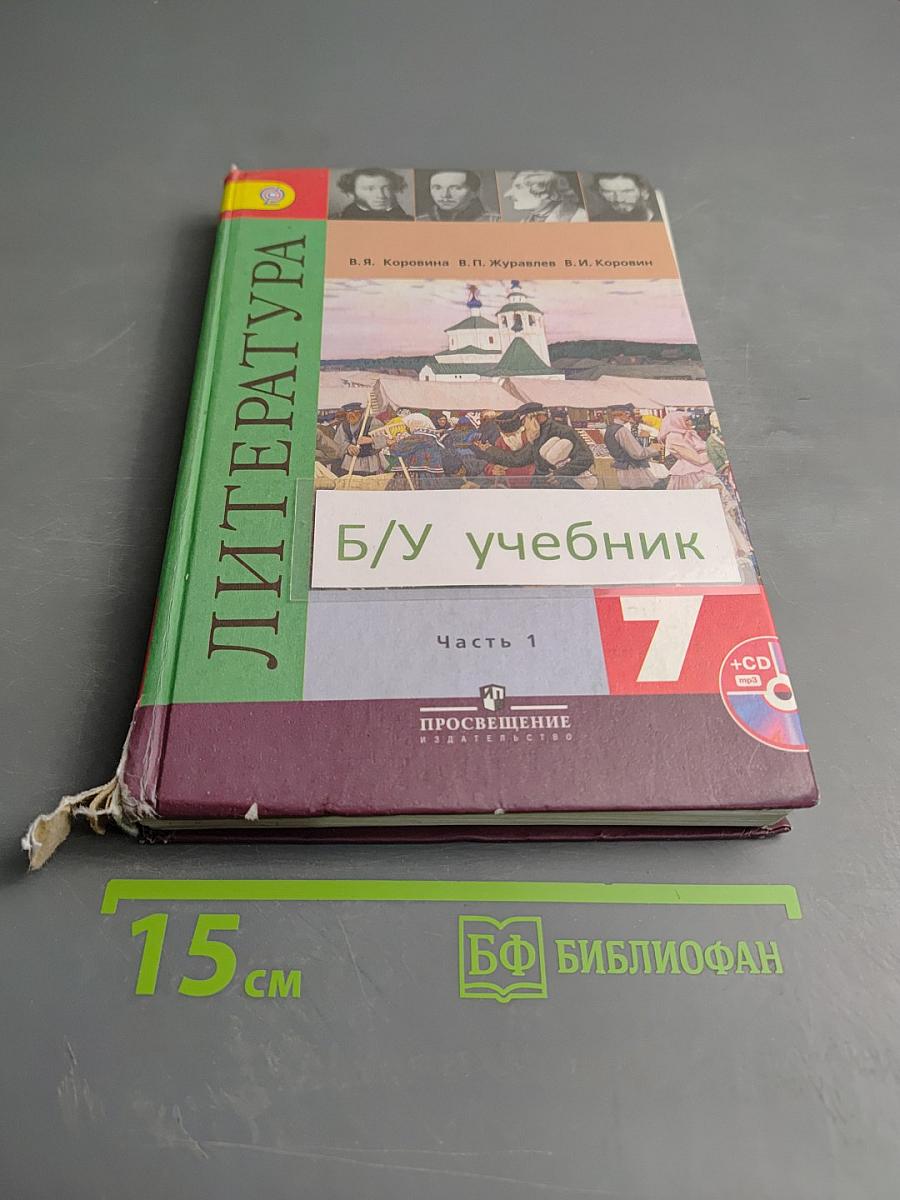 ЛИТЕРАТУРА
В.Я. Коровина В.П. Журавлев В.И. Коровин
Б/У учебник
Часть 1
7
+CD
mp3
ПРОСВЕЩЕНИЕ
ИЗДАТЕЛЬСТВО
15 см
БФ БИБЛИОФАН